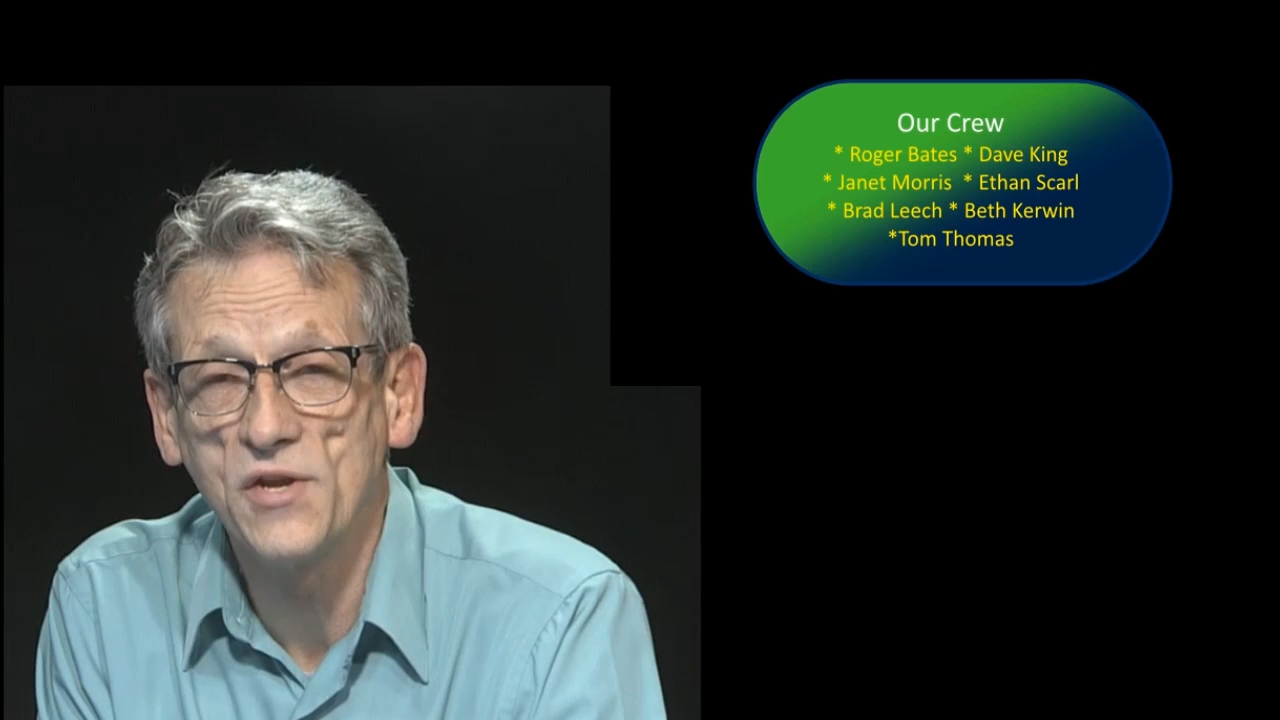 Our Crew
* Roger Bates * Dave King
* Janet Morris  * Ethan Scarl
* Brad Leech * Beth Kerwin
*Tom Thomas